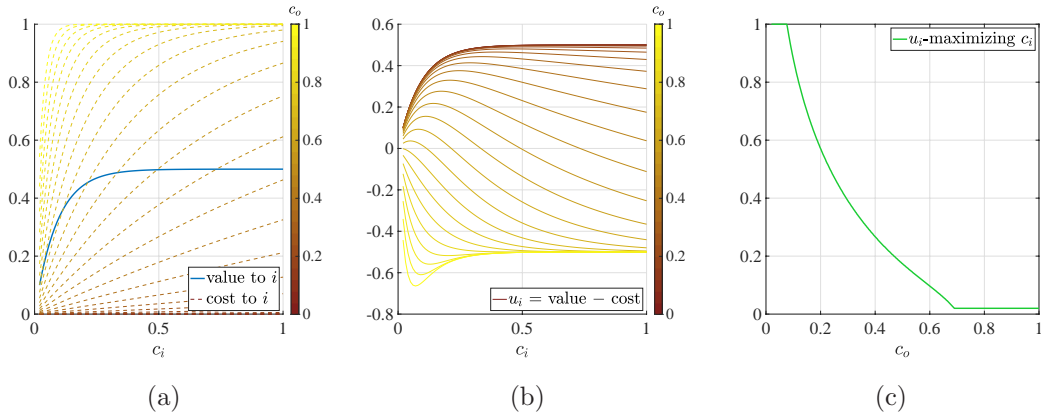 c_o
1
0.8
0.6
0.4
0.2
0
0 0.5 1
c_i
value to i
cost to i
1
0.8
0.6
0.4
0.2
0
(a)
0.6
0.4
0.2
0
-0.2
-0.4
-0.6
-0.8
0 0.5 1
c_i
u_i = value − cost
c_o
1
0.8
0.6
0.4
0.2
0
(b)
1
0.8
0.6
0.4
0.2
0
0 0.2 0.4 0.6 0.8 1
c_o
u_i-maximizing c_i
(c)